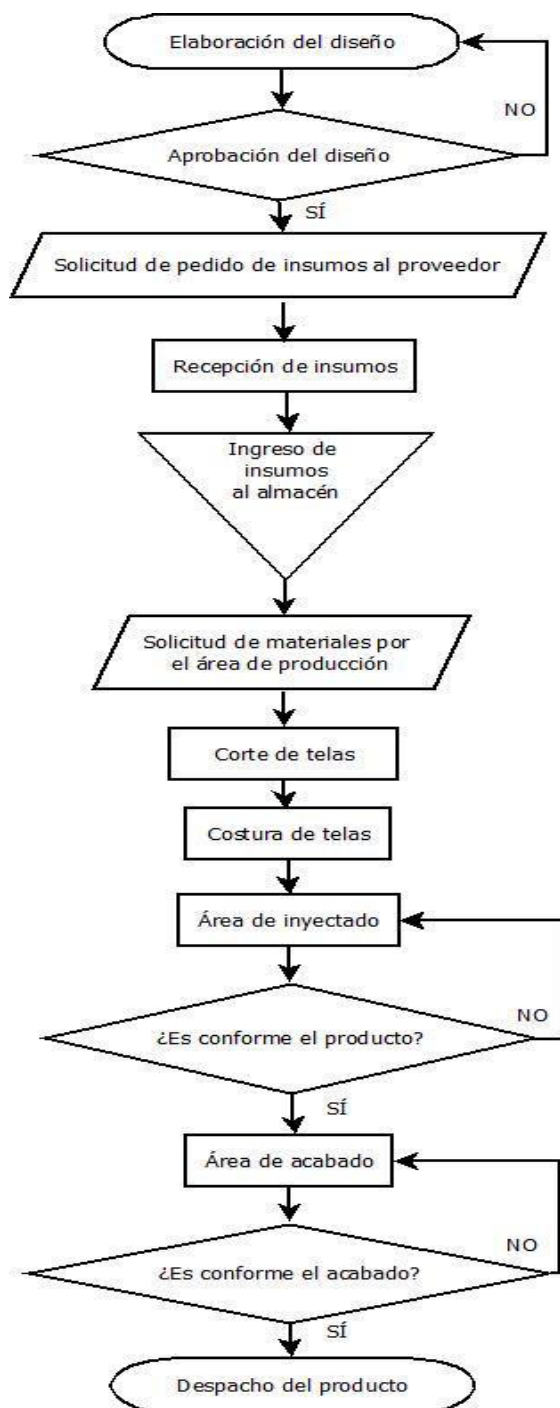 Elaboración del diseño
NO
Aprobación del diseño
SÍ
Solicitud de pedido de insumos al proveedor
Recepción de insumos
Ingreso de
insumos
al almacén
Solicitud de materiales por
el área de producción
Corte de telas
Costura de telas
Área de inyectado
¿Es conforme el producto?
NO
SÍ
Área de acabado
NO
¿Es conforme el acabado?
SÍ
Despacho del producto